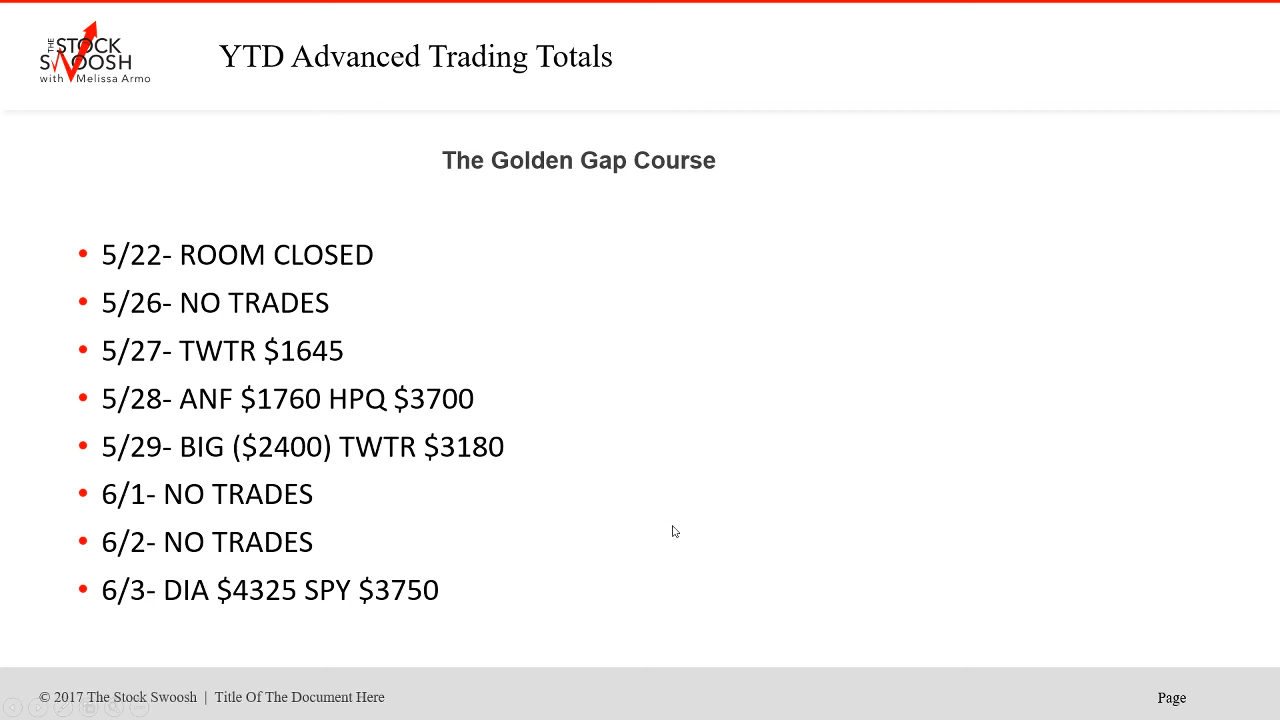 THE STOCK
SWOOSH
with Melissa Armo
YTD Advanced Trading Totals
The Golden Gap Course
• 5/22- ROOM CLOSED
• 5/26- NO TRADES
• 5/27- TWTR $1645
• 5/28- ANF $1760 HPQ $3700
• 5/29- BIG ($2400) TWTR $3180
• 6/1- NO TRADES
• 6/2- NO TRADES
• 6/3- DIA $4325 SPY $3750
© 2017 The Stock Swoosh | Title Of The Document Here
Page